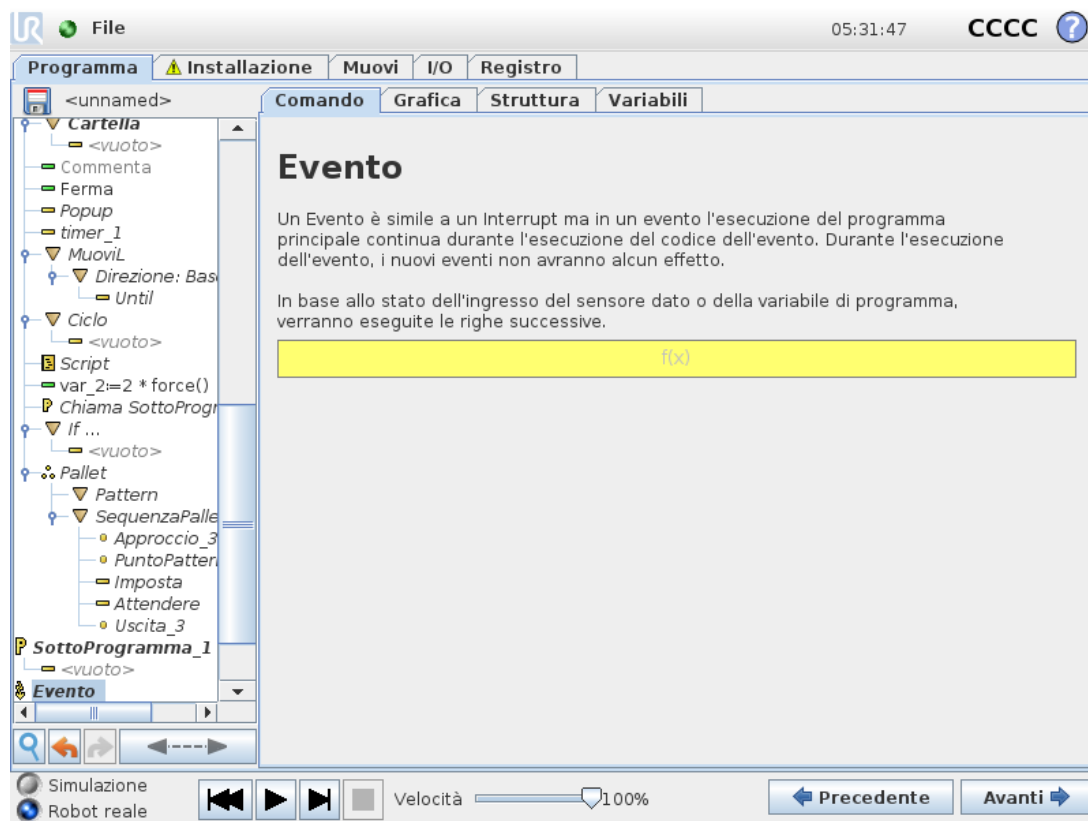 File
05:31:47
CCCC
?
Programma
Installazione
Muovi
I/O
Registro
<unnamed>
Comando
Grafica
Struttura
Variabili
Cartella
<vuoto>
Commenta
Ferma
Popup
timer_1
MuoviL
Direzione: Bas
Until
Ciclo
<vuoto>
Script
var_2≔2 * force()
Chiama SottoProgr
If ...
<vuoto>
Pallet
Pattern
SequenzaPalle
Approccio_3
PuntoPatter
Imposta
Attendere
Uscita_3
SottoProgramma_1
<vuoto>
Evento
Evento
Un Evento è simile a un Interrupt ma in un evento l'esecuzione del programma
principale continua durante l'esecuzione del codice dell'evento. Durante l'esecuzione
dell'evento, i nuovi eventi non avranno alcun effetto.
In base allo stato dell'ingresso del sensore dato o della variabile di programma,
verranno eseguite le righe successive.
f(x)
Simulazione
Robot reale
Velocità
100%
Precedente
Avanti